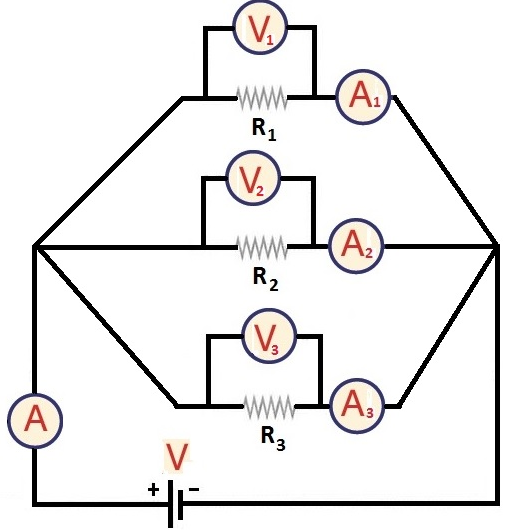 V₁
A₁
R₁
V₂
A₂
R₂
V₃
A₃
R₃
A
V
+ −